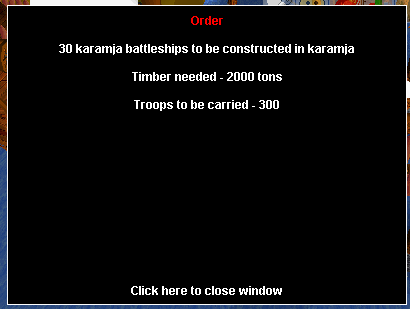 Order
30 karamja battleships to be constructed in karamja
Timber needed - 2000 tons
Troops to be carried - 300
Click here to close window